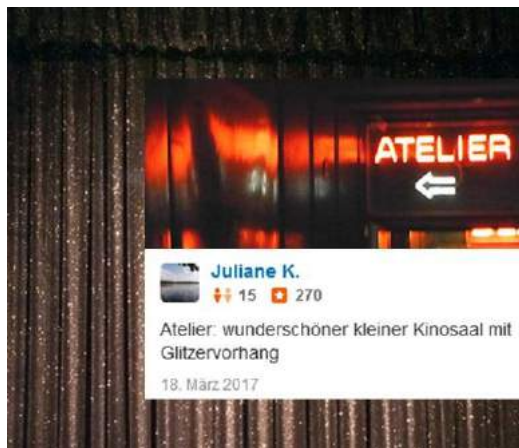 ATELIER
Juliane K.
15 270
Atelier: wunderschöner kleiner Kinosaal mit
Glitzervorhang
18. März 2017